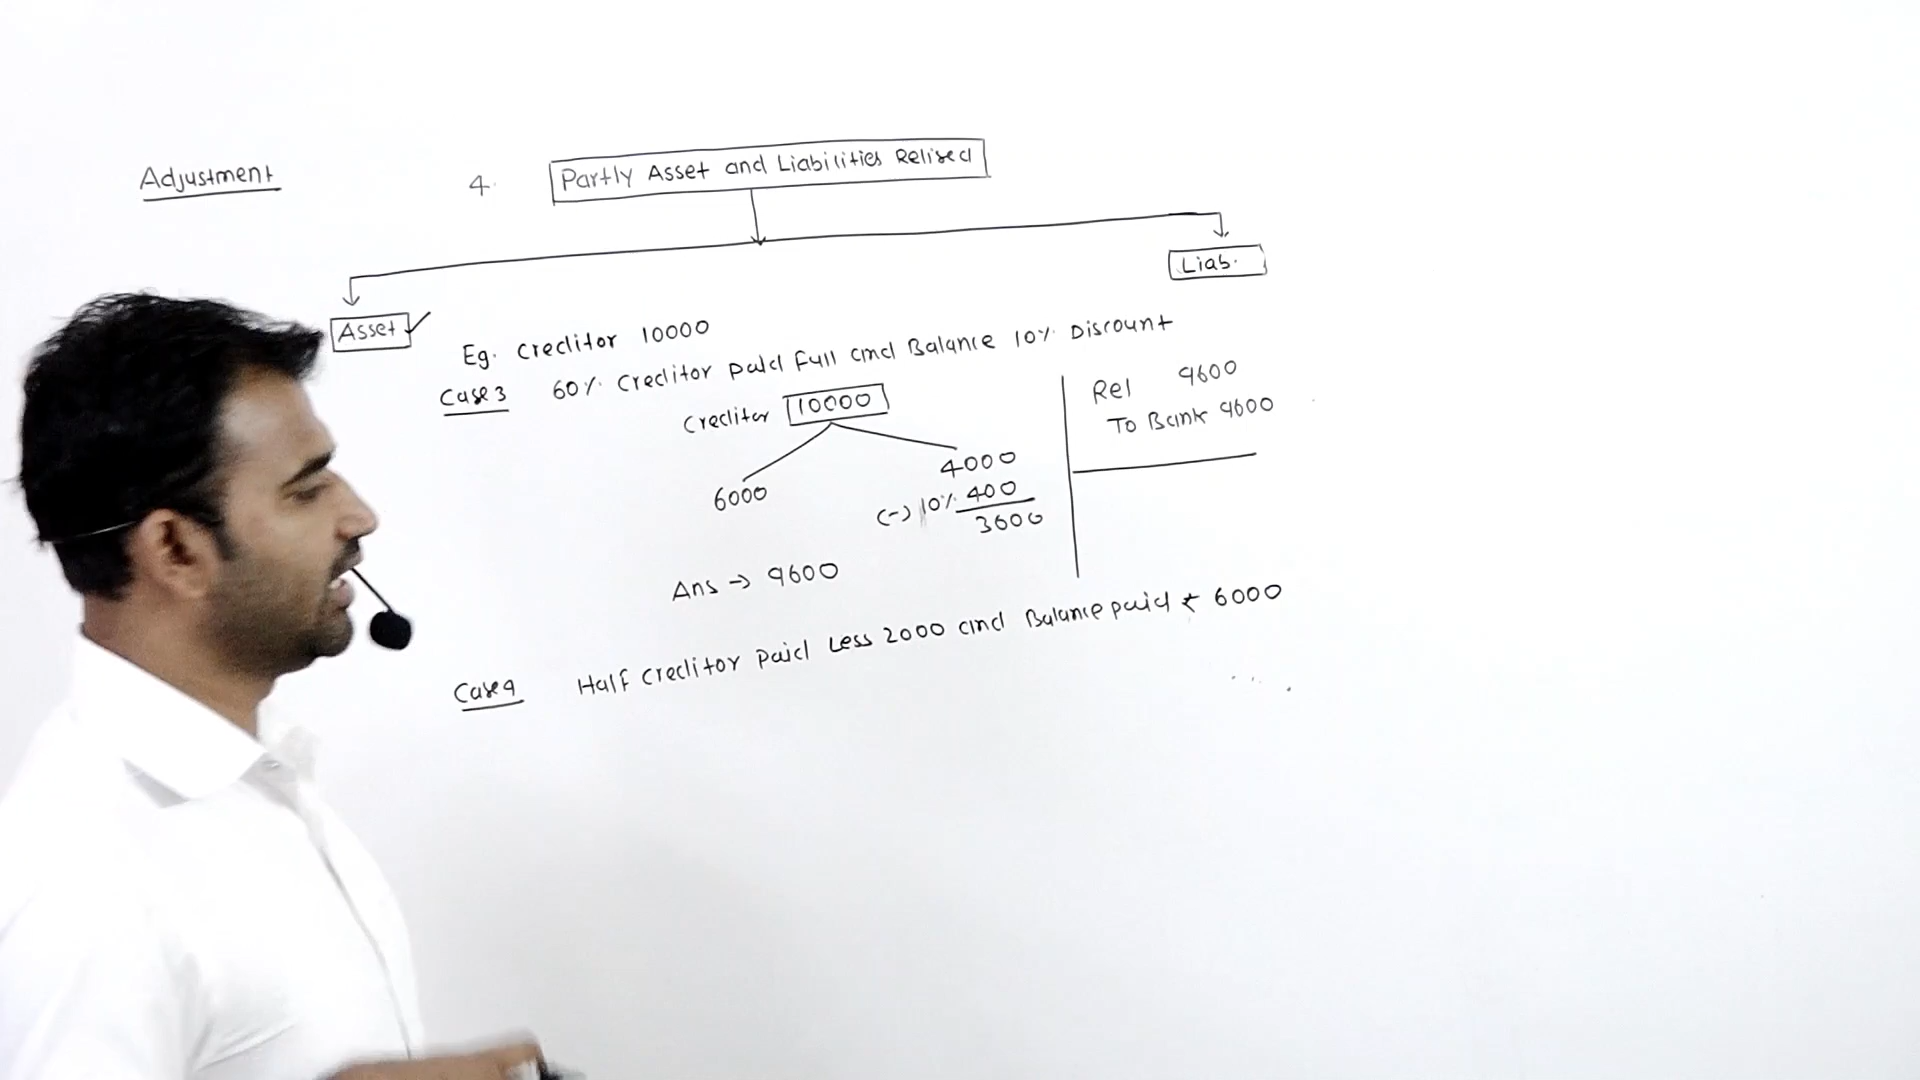 Adjustment
4. Partly Asset and Liabilities Relised
Liab.
Asset ✓
Eg. Creditor 10000
Case 3 60% Creditor paid Full and Balance 10% Discount
Creditor 10000
Rel 9600
To Bank 9600
6000
4000
(-) 10% 400
3600
Ans → 9600
Case 4 Half Creditor paid Less 2000 and Balance paid ₹ 6000